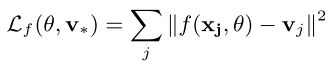 $\mathcal{L}_f(\theta, \mathbf{v}_*) = \sum_j \| f(\mathbf{x_j}, \theta) - \mathbf{v}_j \|^2$